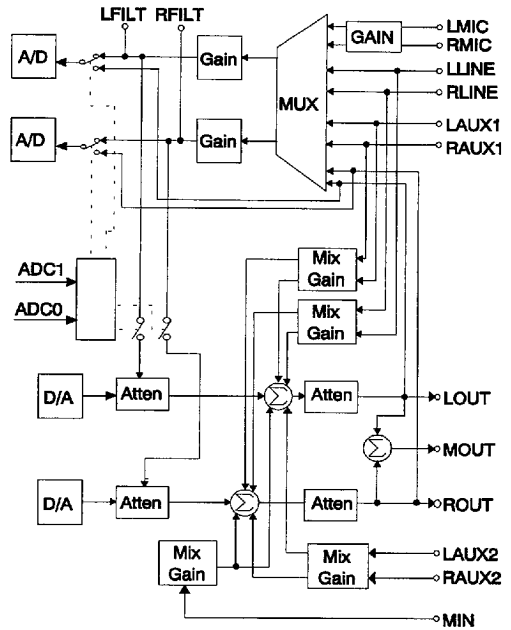 LFILT RFILT
LMIC
GAIN
RMIC
A/D
Gain
LLINE
RLINE
MUX
LAUX1
A/D
Gain
RAUX1
Mix
Gain
ADC1
Mix
Gain
ADC0
D/A
Atten
Σ
Atten
LOUT
Σ
MOUT
D/A
Atten
Σ
Atten
ROUT
Mix
Gain
Mix
Gain
LAUX2
RAUX2
MIN